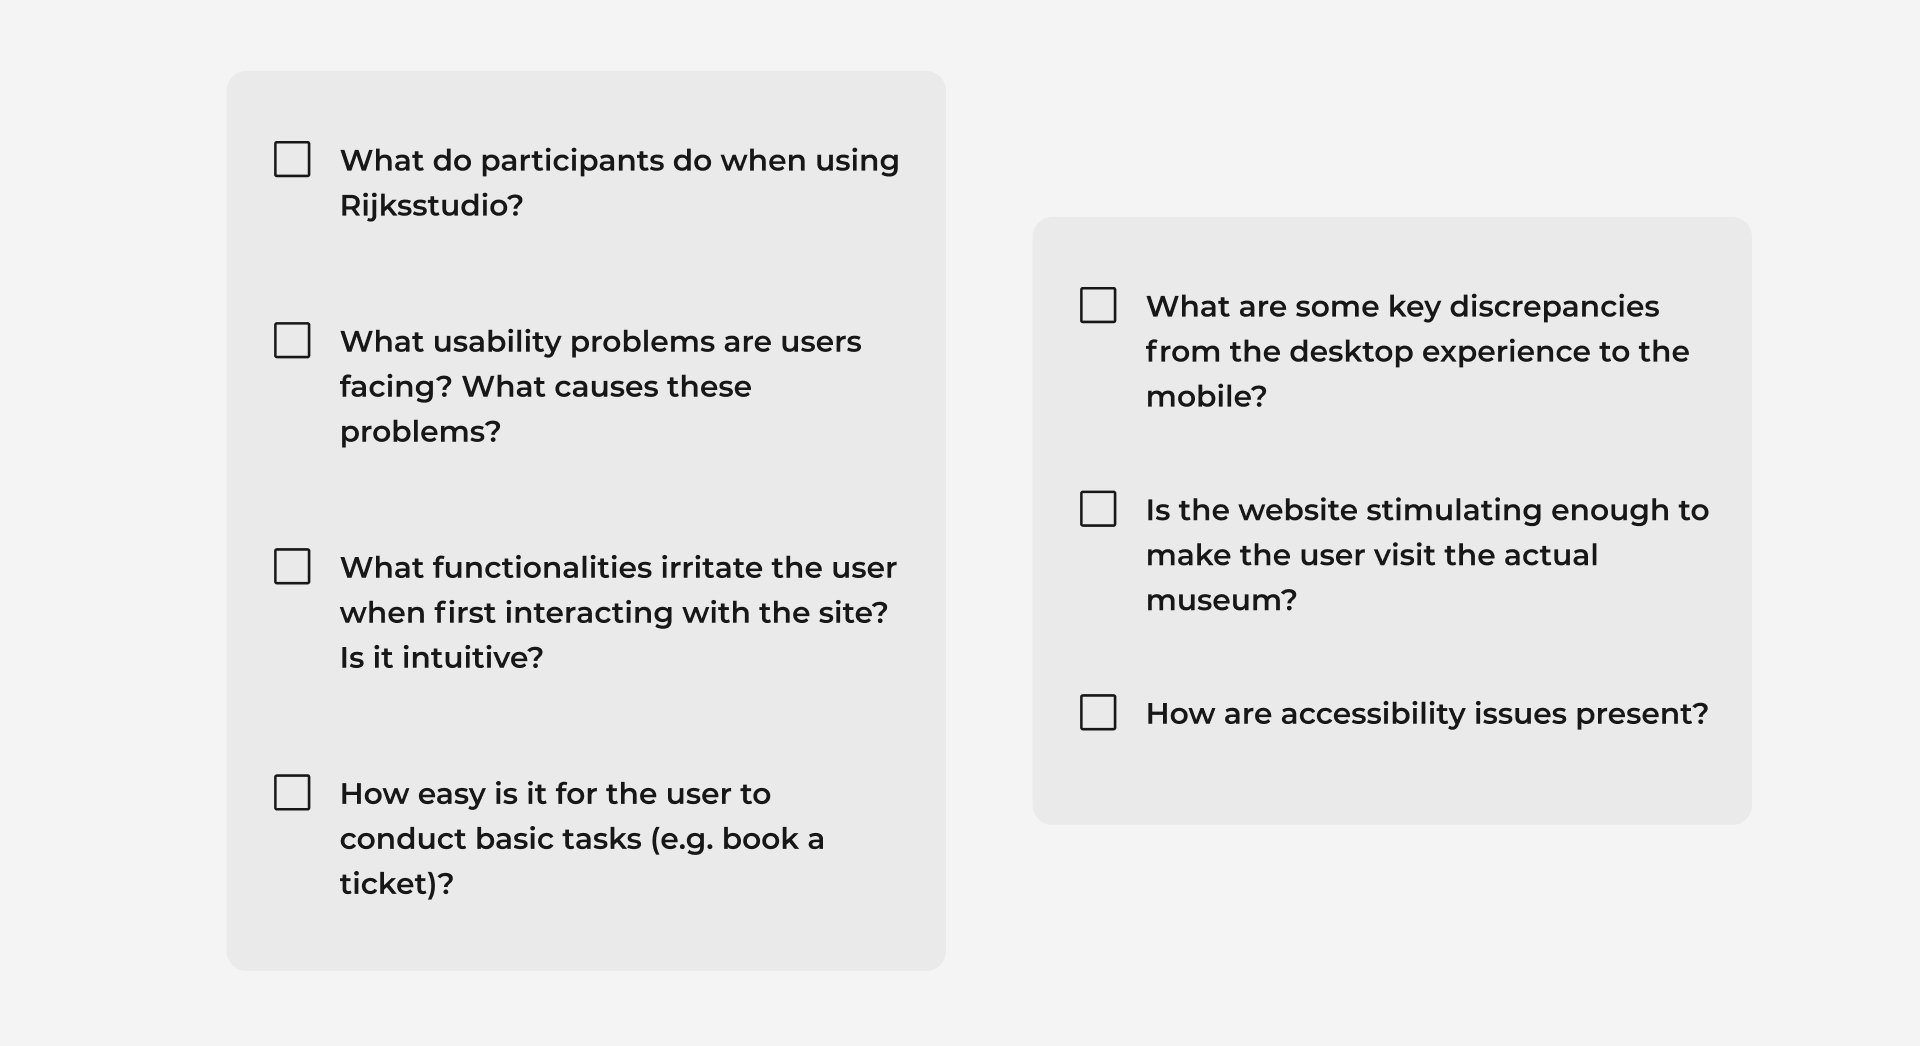 What do participants do when using
Rijksstudio?
What usability problems are users
facing? What causes these
problems?
What functionalities irritate the user
when first interacting with the site?
Is it intuitive?
How easy is it for the user to
conduct basic tasks (e.g. book a
ticket)?
What are some key discrepancies
from the desktop experience to the
mobile?
Is the website stimulating enough to
make the user visit the actual
museum?
How are accessibility issues present?